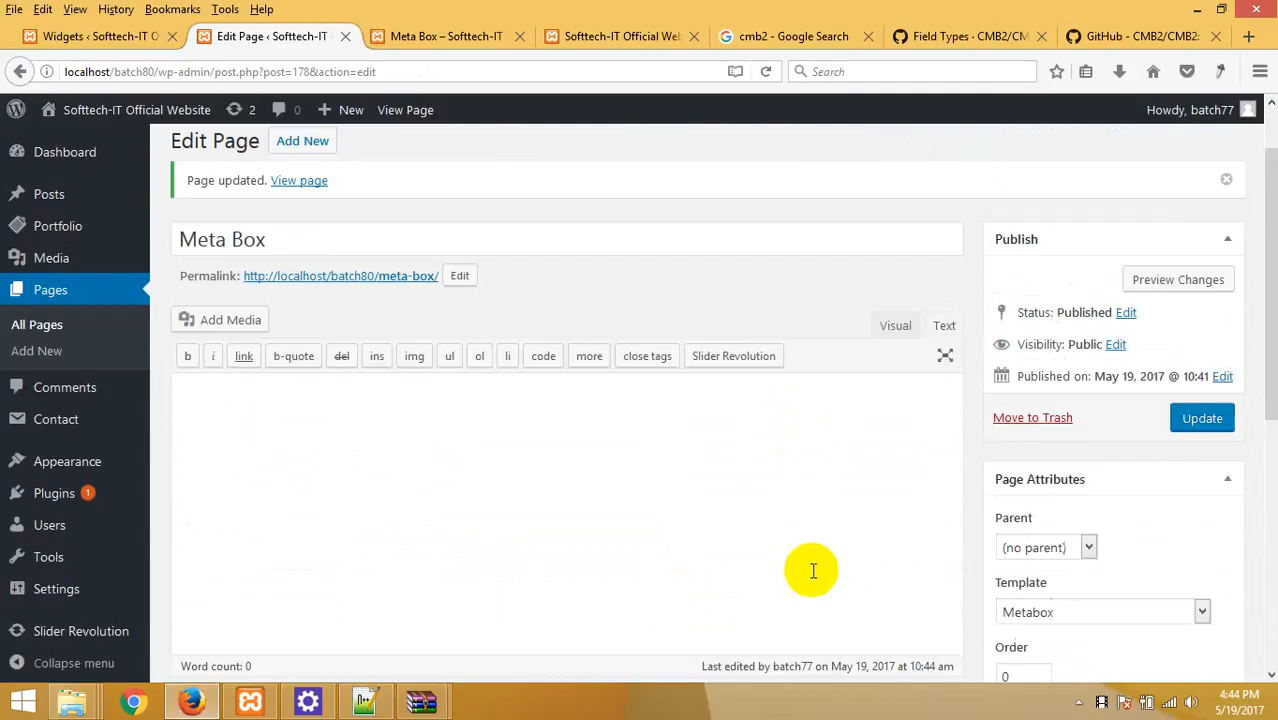 File Edit View History Bookmarks Tools Help
Widgets ‹ Softtech-IT O
Edit Page ‹ Softtech-IT
Meta Box – Softtech-IT
Softtech-IT Official Web
cmb2 - Google Search
Field Types · CMB2/CM
GitHub - CMB2/CMB2:
localhost/batch80/wp-admin/post.php?post=178&action=edit
Search
Softtech-IT Official Website
2
0
New
View Page
Howdy, batch77
Dashboard
Posts
Portfolio
Media
Pages
All Pages
Add New
Comments
Contact
Appearance
Plugins 1
Users
Tools
Settings
Slider Revolution
Collapse menu
Edit Page Add New
Page updated. View page
Meta Box
Permalink: http://localhost/batch80/meta-box/ Edit
Add Media
Visual Text
b i link b-quote del ins img ul ol li code more close tags Slider Revolution
Word count: 0
Last edited by batch77 on May 19, 2017 at 10:44 am
Publish
Preview Changes
Status: Published Edit
Visibility: Public Edit
Published on: May 19, 2017 @ 10:41 Edit
Move to Trash
Update
Page Attributes
Parent
(no parent)
Template
Metabox
Order
0
4:44 PM
5/19/2017